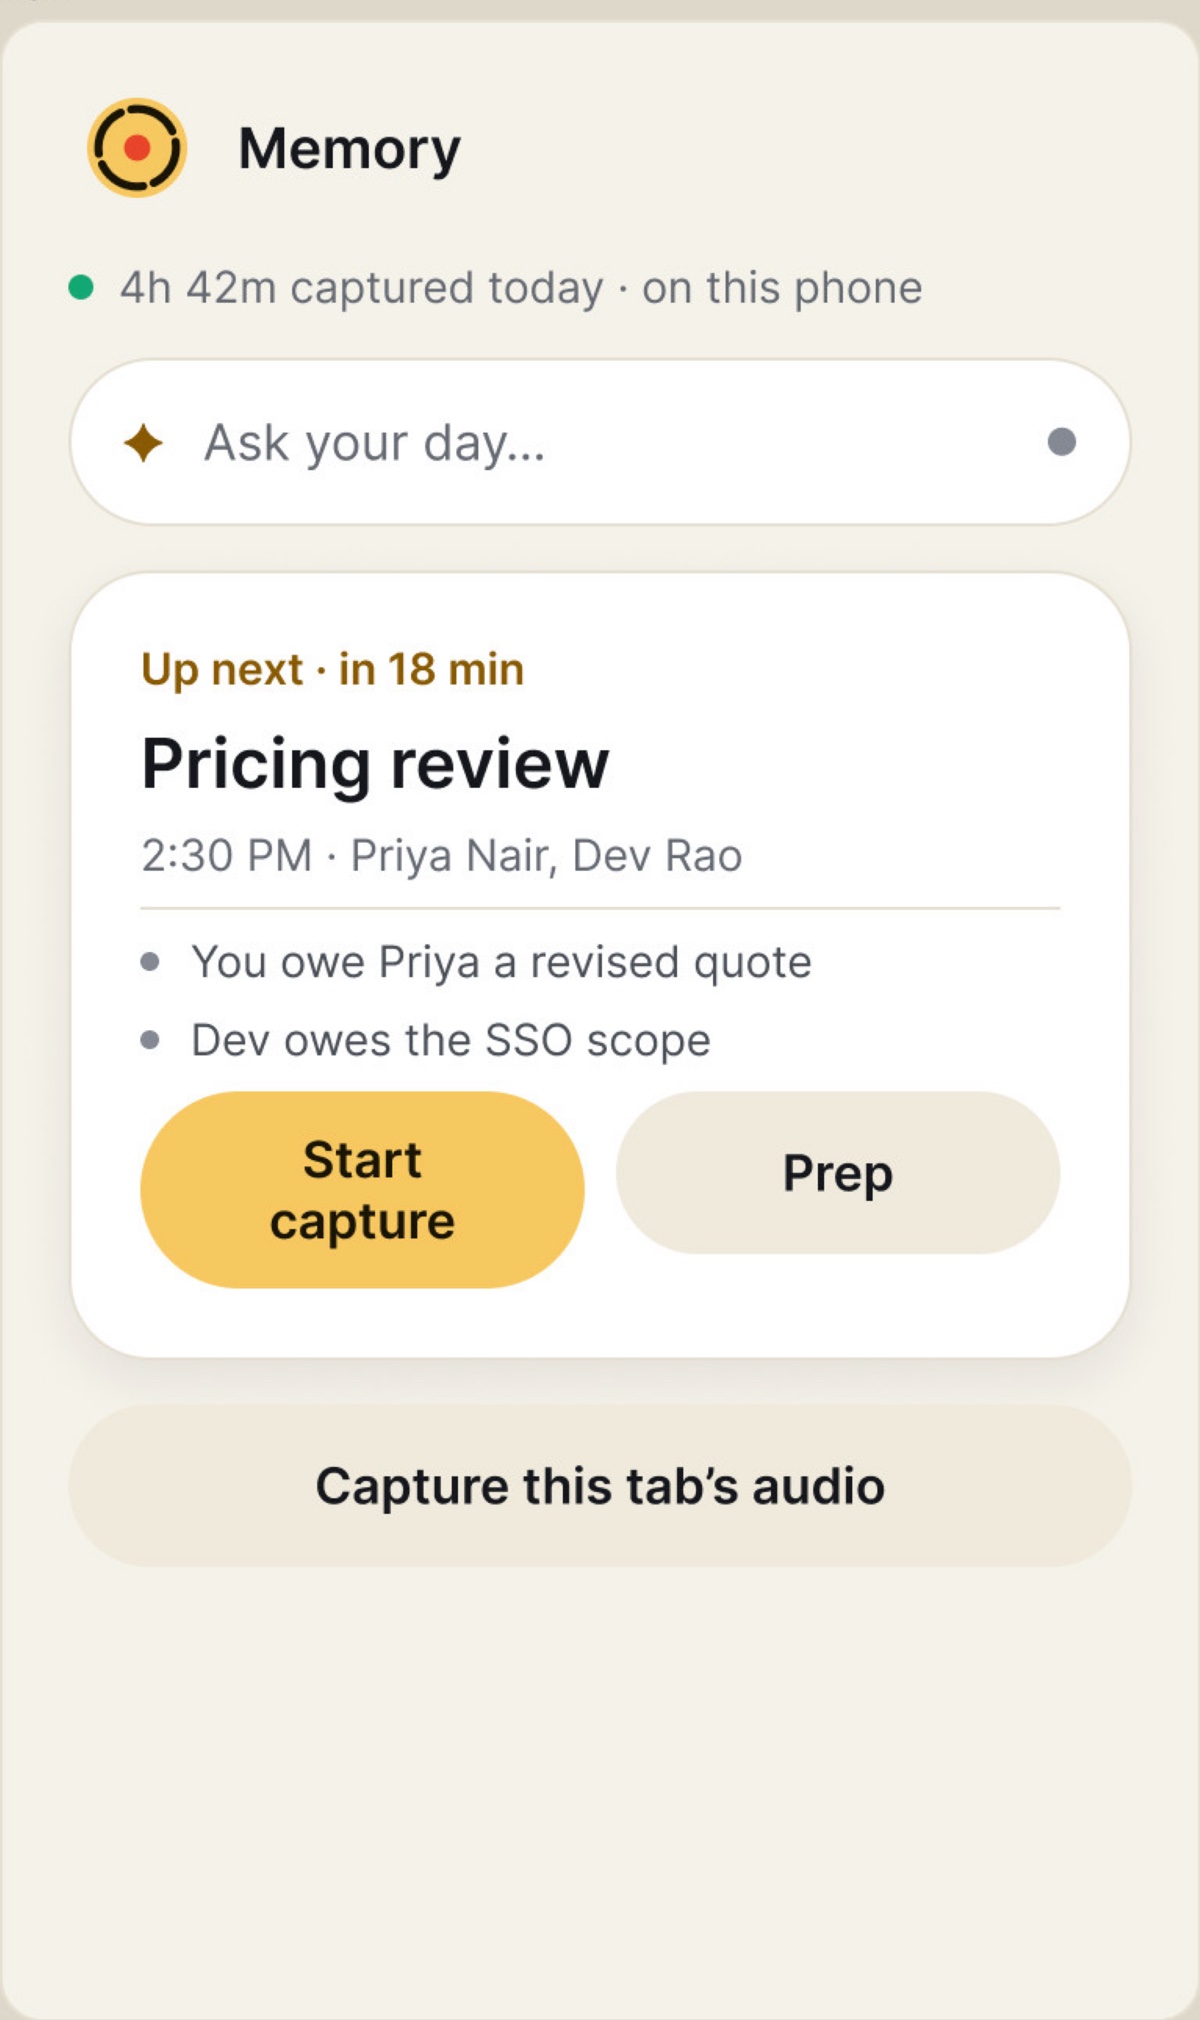 Memory
4h 42m captured today · on this phone
Ask your day...
Up next · in 18 min
Pricing review
2:30 PM · Priya Nair, Dev Rao
You owe Priya a revised quote
Dev owes the SSO scope
Start
capture
Prep
Capture this tab’s audio